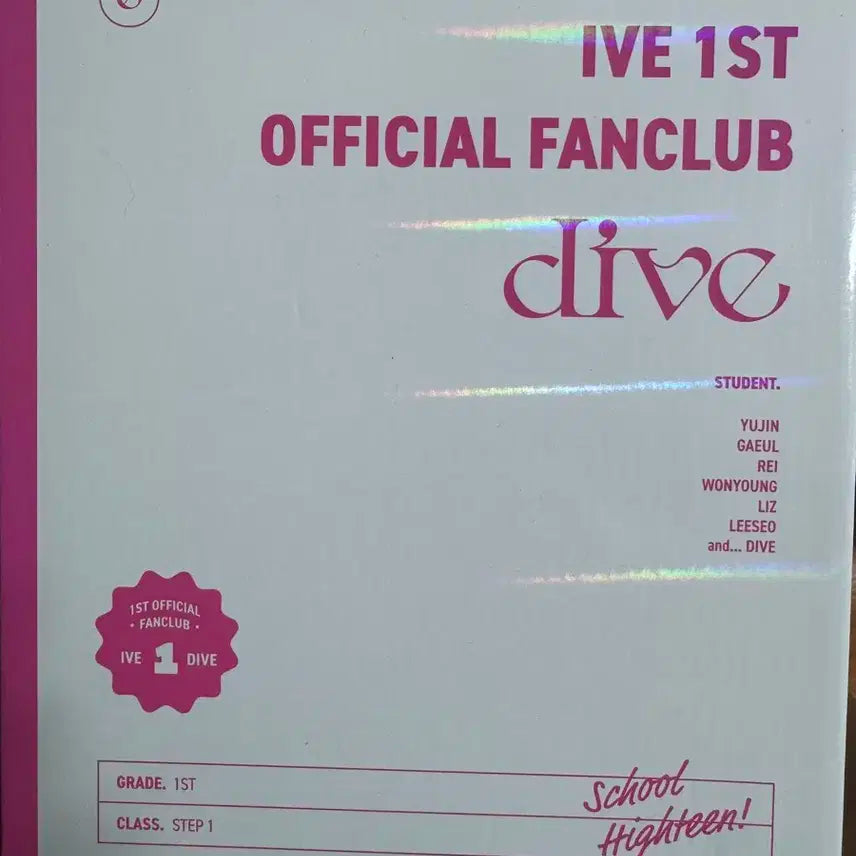 IVE 1ST
OFFICIAL FANCLUB
dive
STUDENT.
YUJIN
GAEUL
REI
WONYOUNG
LIZ
LEESEO
and... DIVE
1ST OFFICIAL
• FANCLUB •
IVE 1 DIVE
GRADE. 1ST
CLASS. STEP 1
School
Highteen!